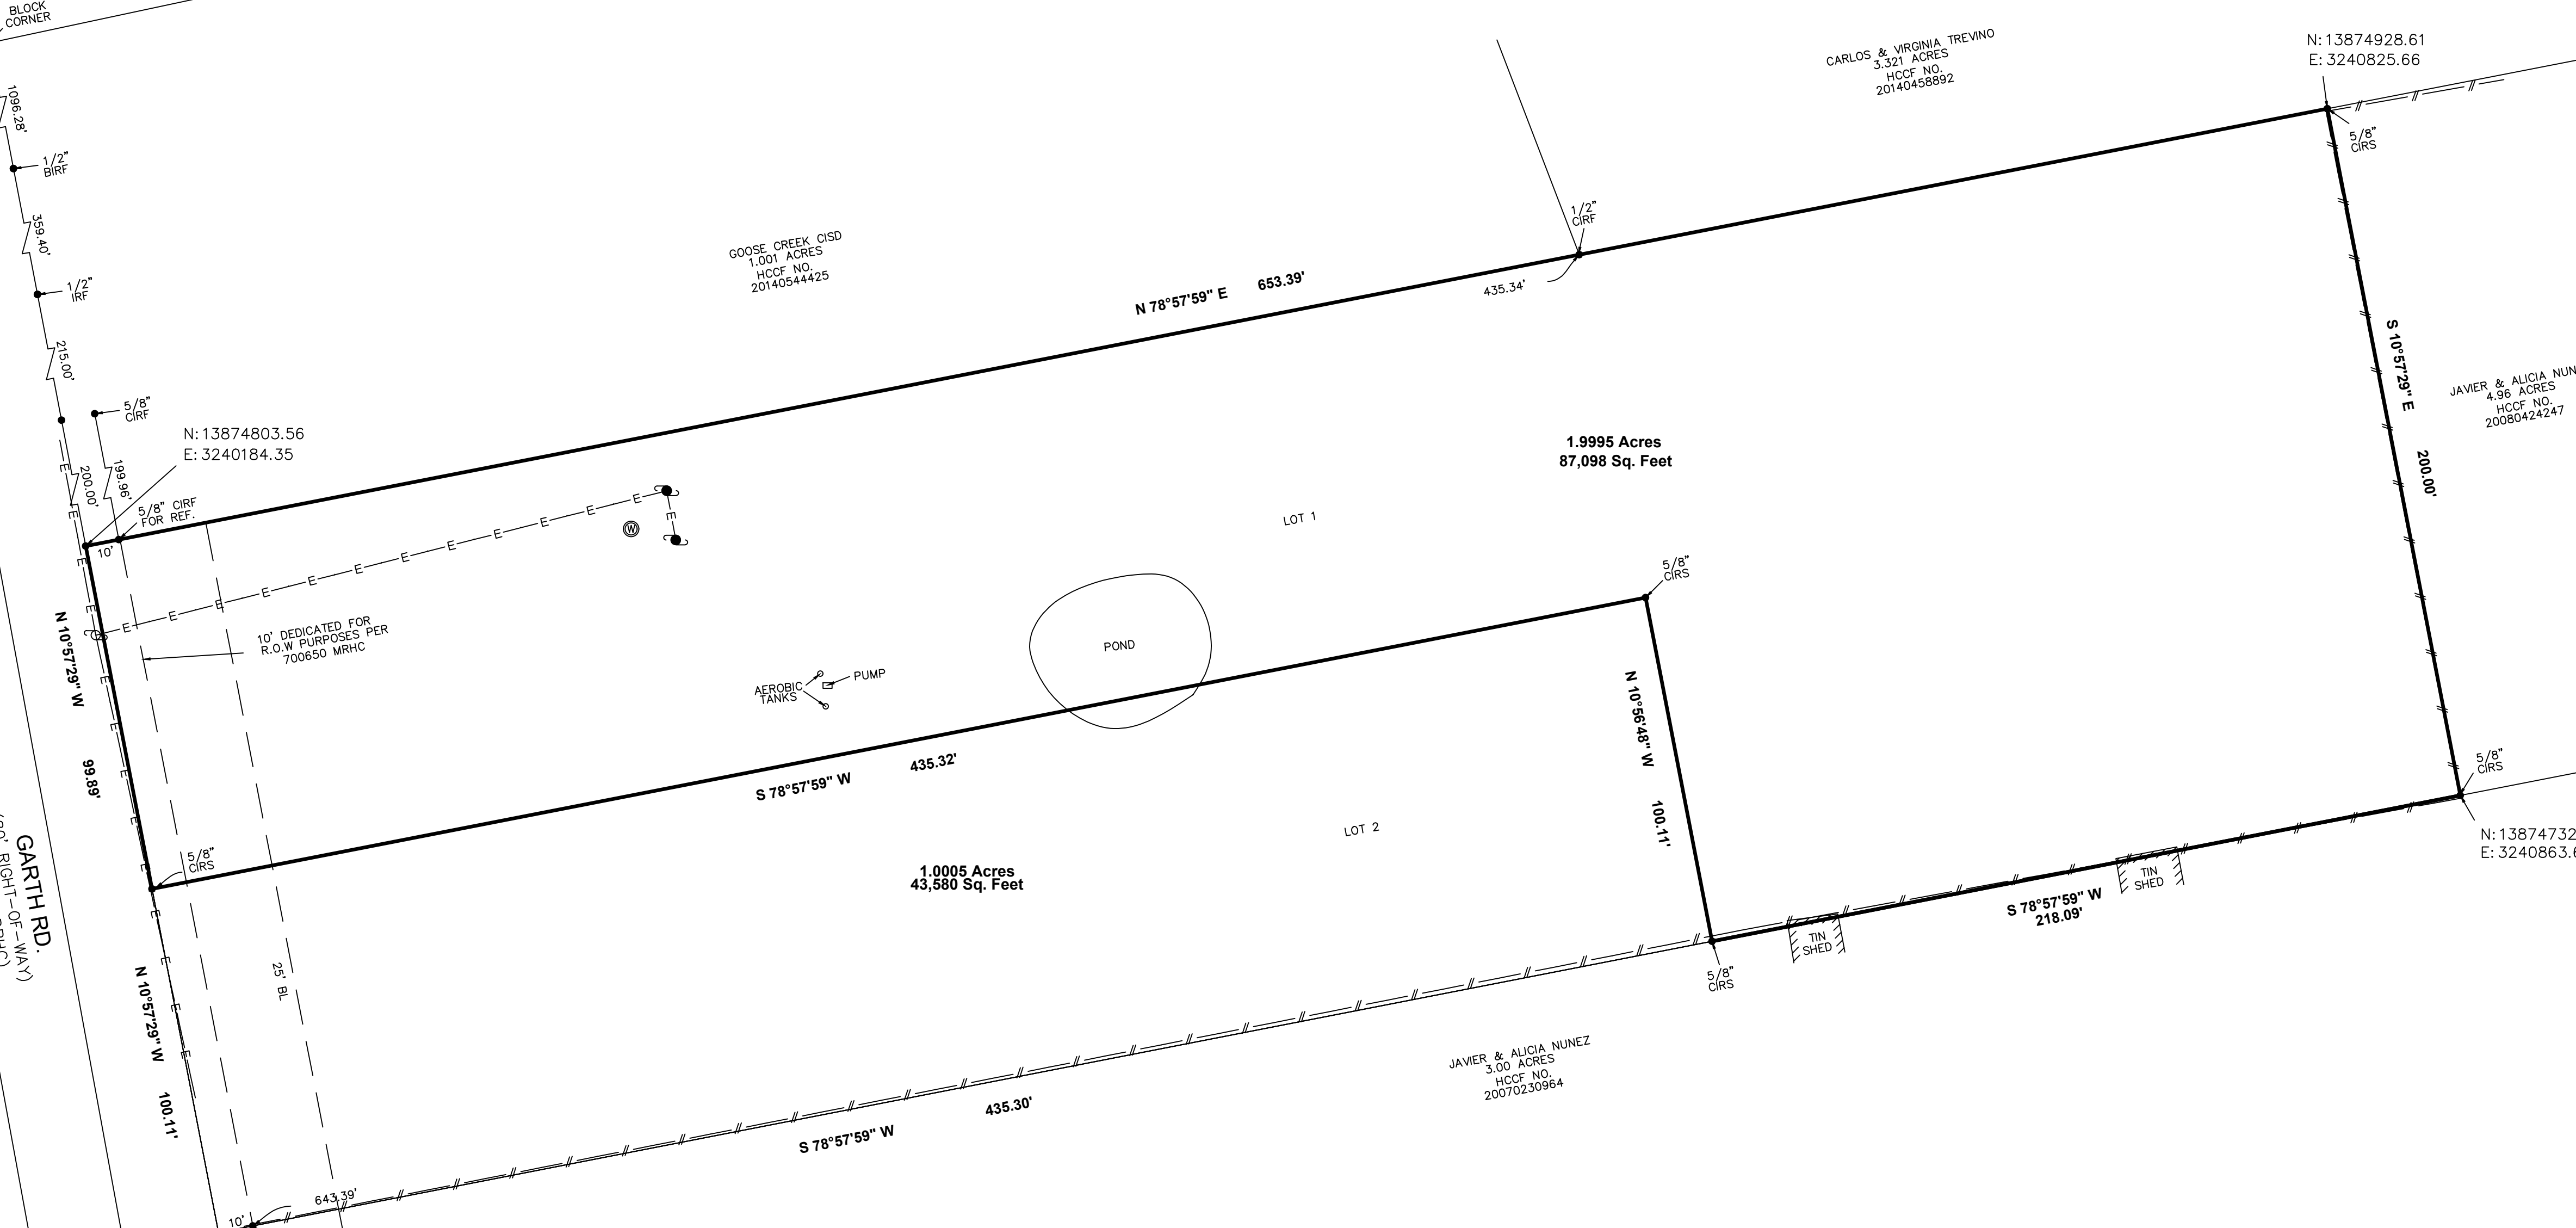 BLOCK
CORNER
1096.28'
1/2"
BIRF
359.40'
1/2"
IRF
215.00'
5/8"
CIRF
N: 13874803.56
E: 3240184.35
200.00'
199.96'
5/8" CIRF
FOR REF.
10'
GOOSE CREEK CISD
1.001 ACRES
HCCF NO.
20140544425
N 78°57'59" E 653.39'
CARLOS & VIRGINIA TREVINO
3.321 ACRES
HCCF NO.
20140458892
1/2"
CIRF
435.34'
N: 13874928.61
E: 3240825.66
5/8"
CIRS
S 10°57'29" E 200.00'
JAVIER & ALICIA NUN
4.96 ACRES
HCCF NO.
20080424247
1.9995 Acres
87,098 Sq. Feet
LOT 1
E E E E E E E E E E E E
E
W
10' DEDICATED FOR
R.O.W PURPOSES PER
700650 MRHC
N 10°57'29" W 99.89'
AEROBIC
TANKS
PUMP
POND
5/8"
CIRS
S 78°57'59" W 435.32'
N 10°56'48" W 100.11'
5/8"
CIRS
GARTH RD.
RIGHT-OF-WAY)
LOT 2
1.0005 Acres
43,580 Sq. Feet
25' BL
N 10°57'29" W 100.11'
5/8"
CIRS
TIN
SHED
TIN
SHED
S 78°57'59" W
218.09'
5/8"
CIRS
N: 13874732
E: 3240863.6
JAVIER & ALICIA NUNEZ
3.00 ACRES
HCCF NO.
20070230964
S 78°57'59" W 435.30'
643.39'
10'